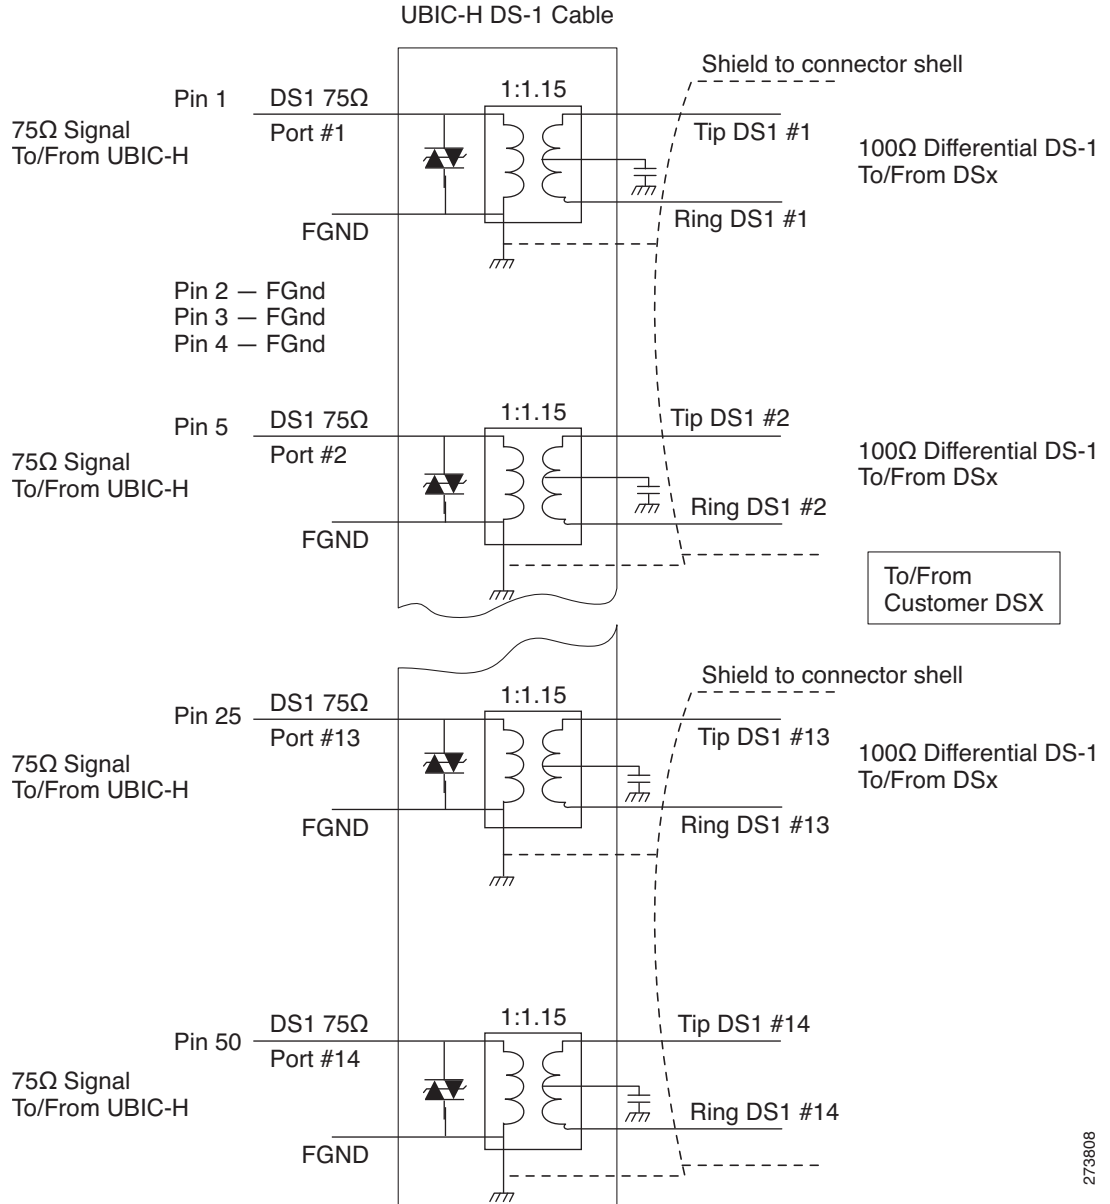 UBIC-H DS-1 Cable
Shield to connector shell
1:1.15
Pin 1
DS1 75Ω
Port #1
Tip DS1 #1
75Ω Signal
To/From UBIC-H
100Ω Differential DS-1
To/From DSx
Ring DS1 #1
FGND
Pin 2 — FGnd
Pin 3 — FGnd
Pin 4 — FGnd
1:1.15
Pin 5
DS1 75Ω
Port #2
Tip DS1 #2
75Ω Signal
To/From UBIC-H
100Ω Differential DS-1
To/From DSx
Ring DS1 #2
FGND
To/From
Customer DSX
Shield to connector shell
1:1.15
Pin 25
DS1 75Ω
Port #13
Tip DS1 #13
75Ω Signal
To/From UBIC-H
100Ω Differential DS-1
To/From DSx
Ring DS1 #13
FGND
1:1.15
Pin 50
DS1 75Ω
Port #14
Tip DS1 #14
75Ω Signal
To/From UBIC-H
Ring DS1 #14
FGND
273808